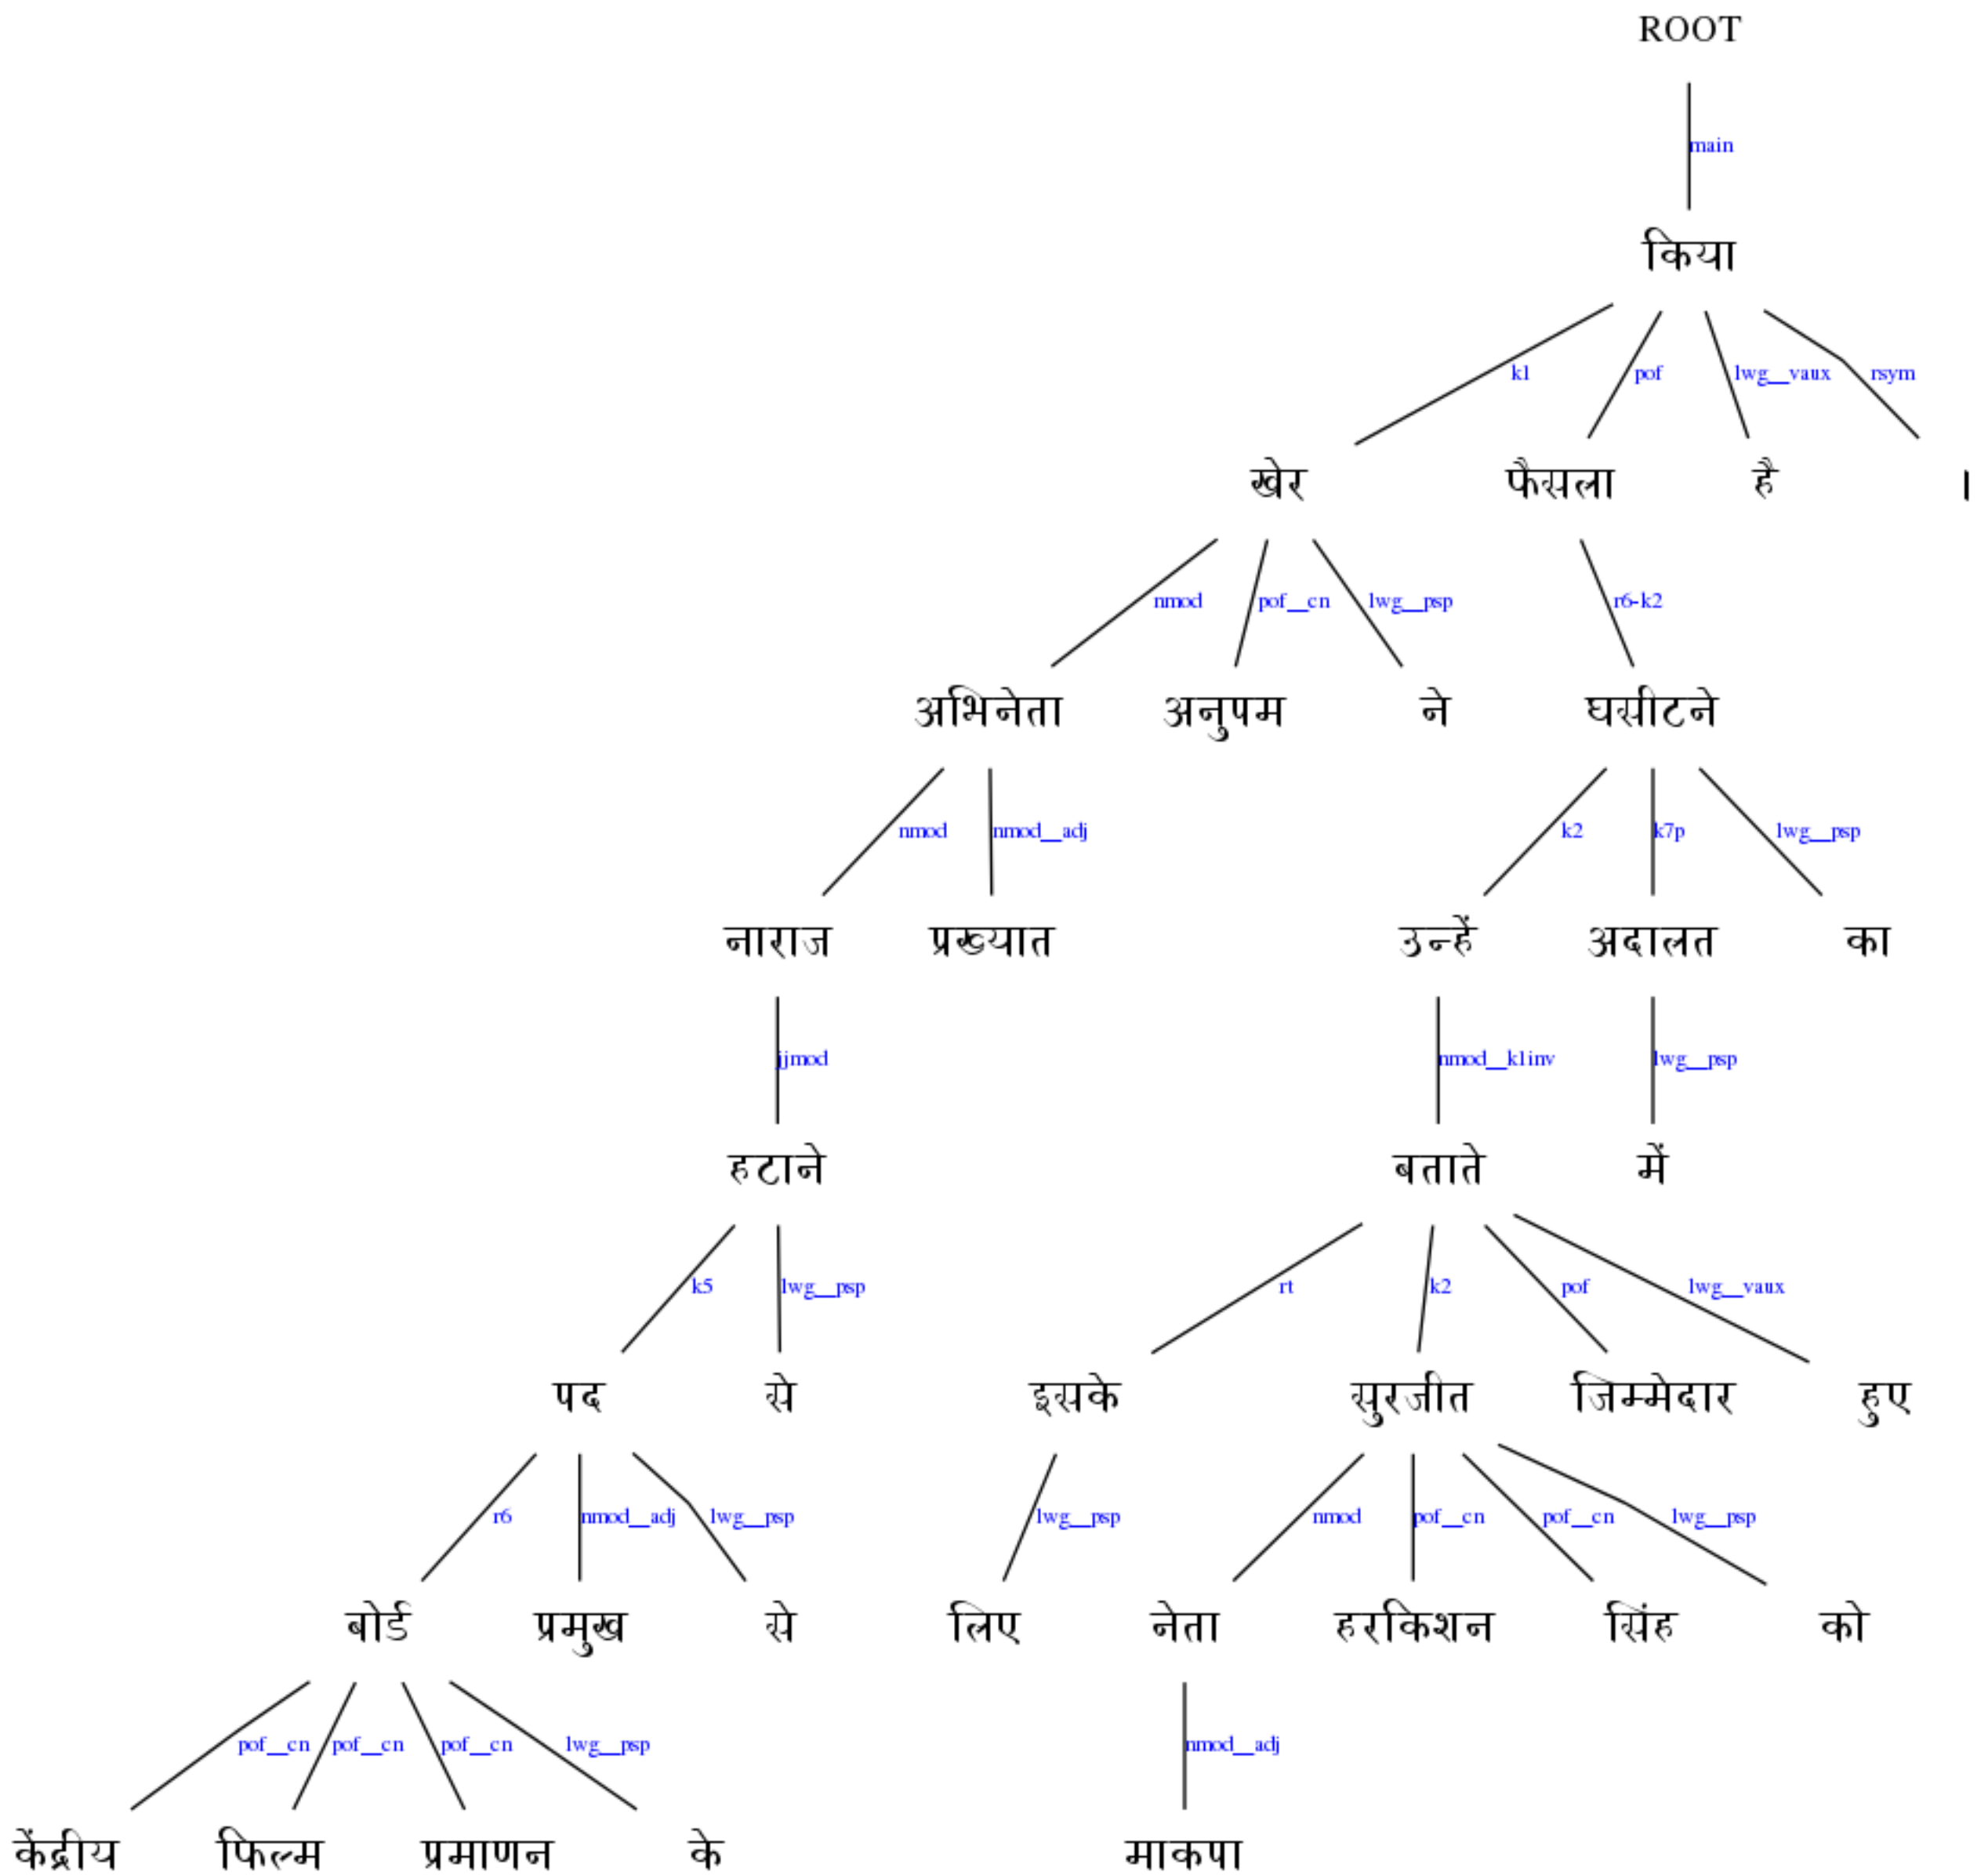 ROOT
main
किया
k1 pof lwg__vaux rsym
खेर फैसला है ।
nmod pof__cn lwg__psp r6-k2
अभिनेता अनुपम ने घसीटने
nmod nmod__adj k2 k7p lwg__psp
नाराज प्रख्यात उन्हें अदालत का
jjmod nmod__k1inv lwg__psp
हटाने बताते में
k5 lwg__psp rt k2 pof lwg__vaux
पद से इसके सुरजीत जिम्मेदार हुए
r6 nmod__adj lwg__psp lwg__psp nmod pof__cn pof__cn lwg__psp
बोर्ड प्रमुख से लिए नेता हरकिशन सिंह को
pof__cn pof__cn pof__cn lwg__psp nmod__adj
केंद्रीय फिल्म प्रमाणन के माकपा